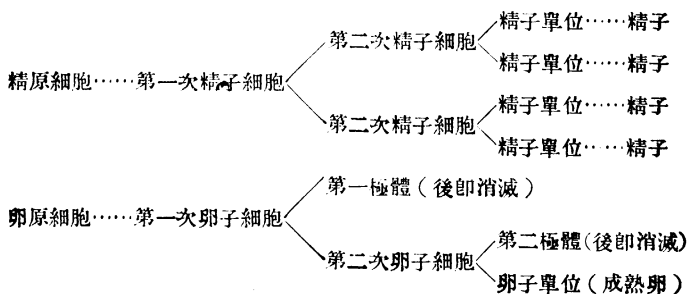 精子單位……精子
第二次精子細胞
精子單位……精子
精原細胞……第一次精子細胞
精子單位……精子
第二次精子細胞
精子單位……精子
第一極體（後卽消滅）
卵原細胞……第一次卵子細胞
第二極體(後卽消滅)
第二次卵子細胞
卵子單位（成熟卵）